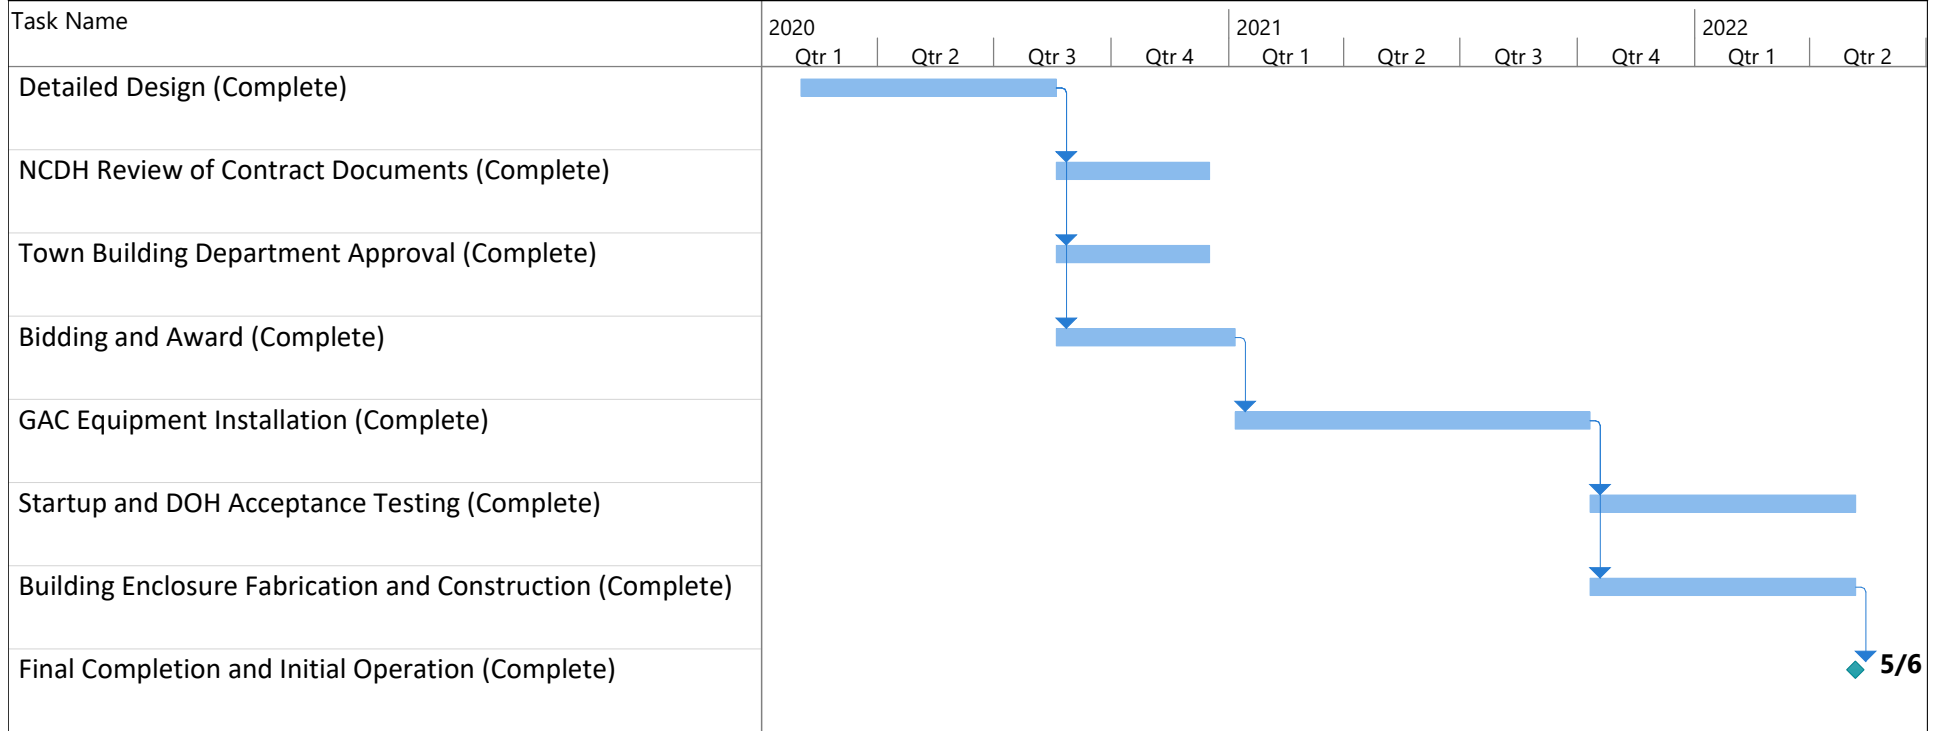 Task Name
2020 2021 2022
Qtr 1 Qtr 2 Qtr 3 Qtr 4 Qtr 1 Qtr 2 Qtr 3 Qtr 4 Qtr 1 Qtr 2
Detailed Design (Complete)
NCDH Review of Contract Documents (Complete)
Town Building Department Approval (Complete)
Bidding and Award (Complete)
GAC Equipment Installation (Complete)
Startup and DOH Acceptance Testing (Complete)
Building Enclosure Fabrication and Construction (Complete)
Final Completion and Initial Operation (Complete) 5/6